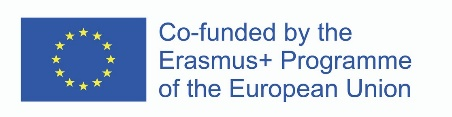 Co-funded by the
Erasmus+ Programme
of the European Union